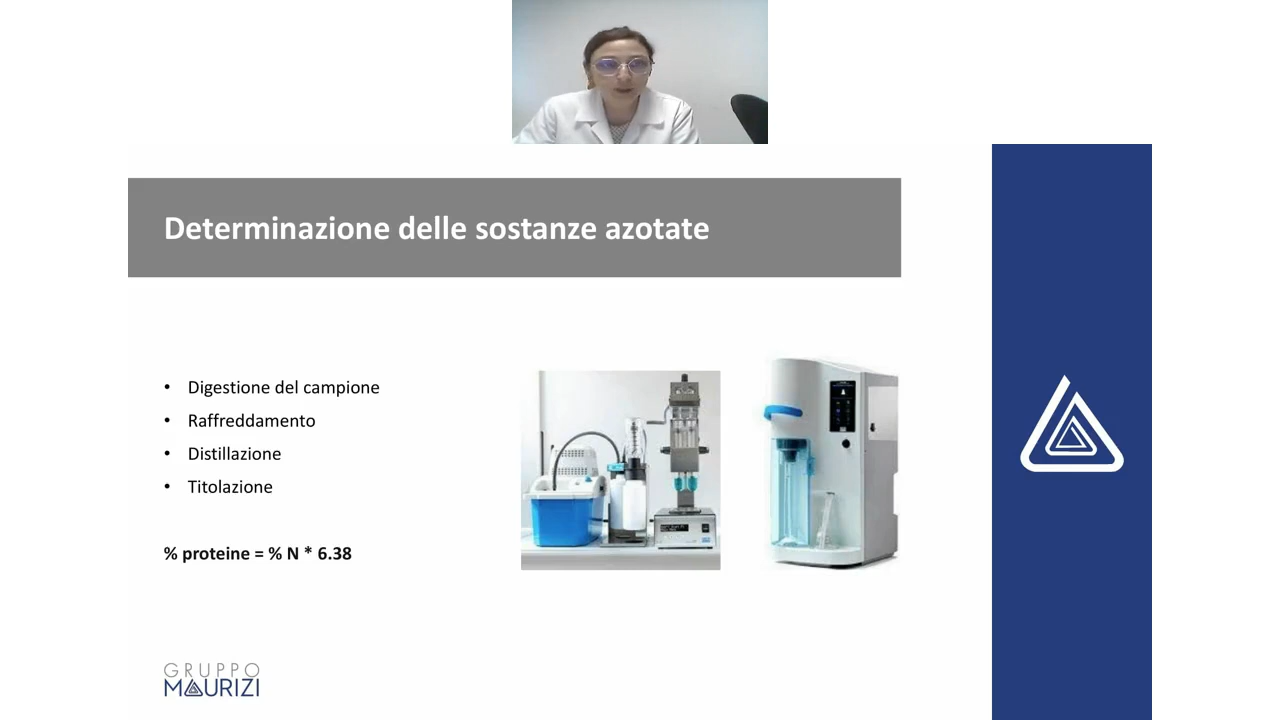 Determinazione delle sostanze azotate
• Digestione del campione
• Raffreddamento
• Distillazione
• Titolazione
% proteine = % N * 6.38
GRUPPO
MAURIZI